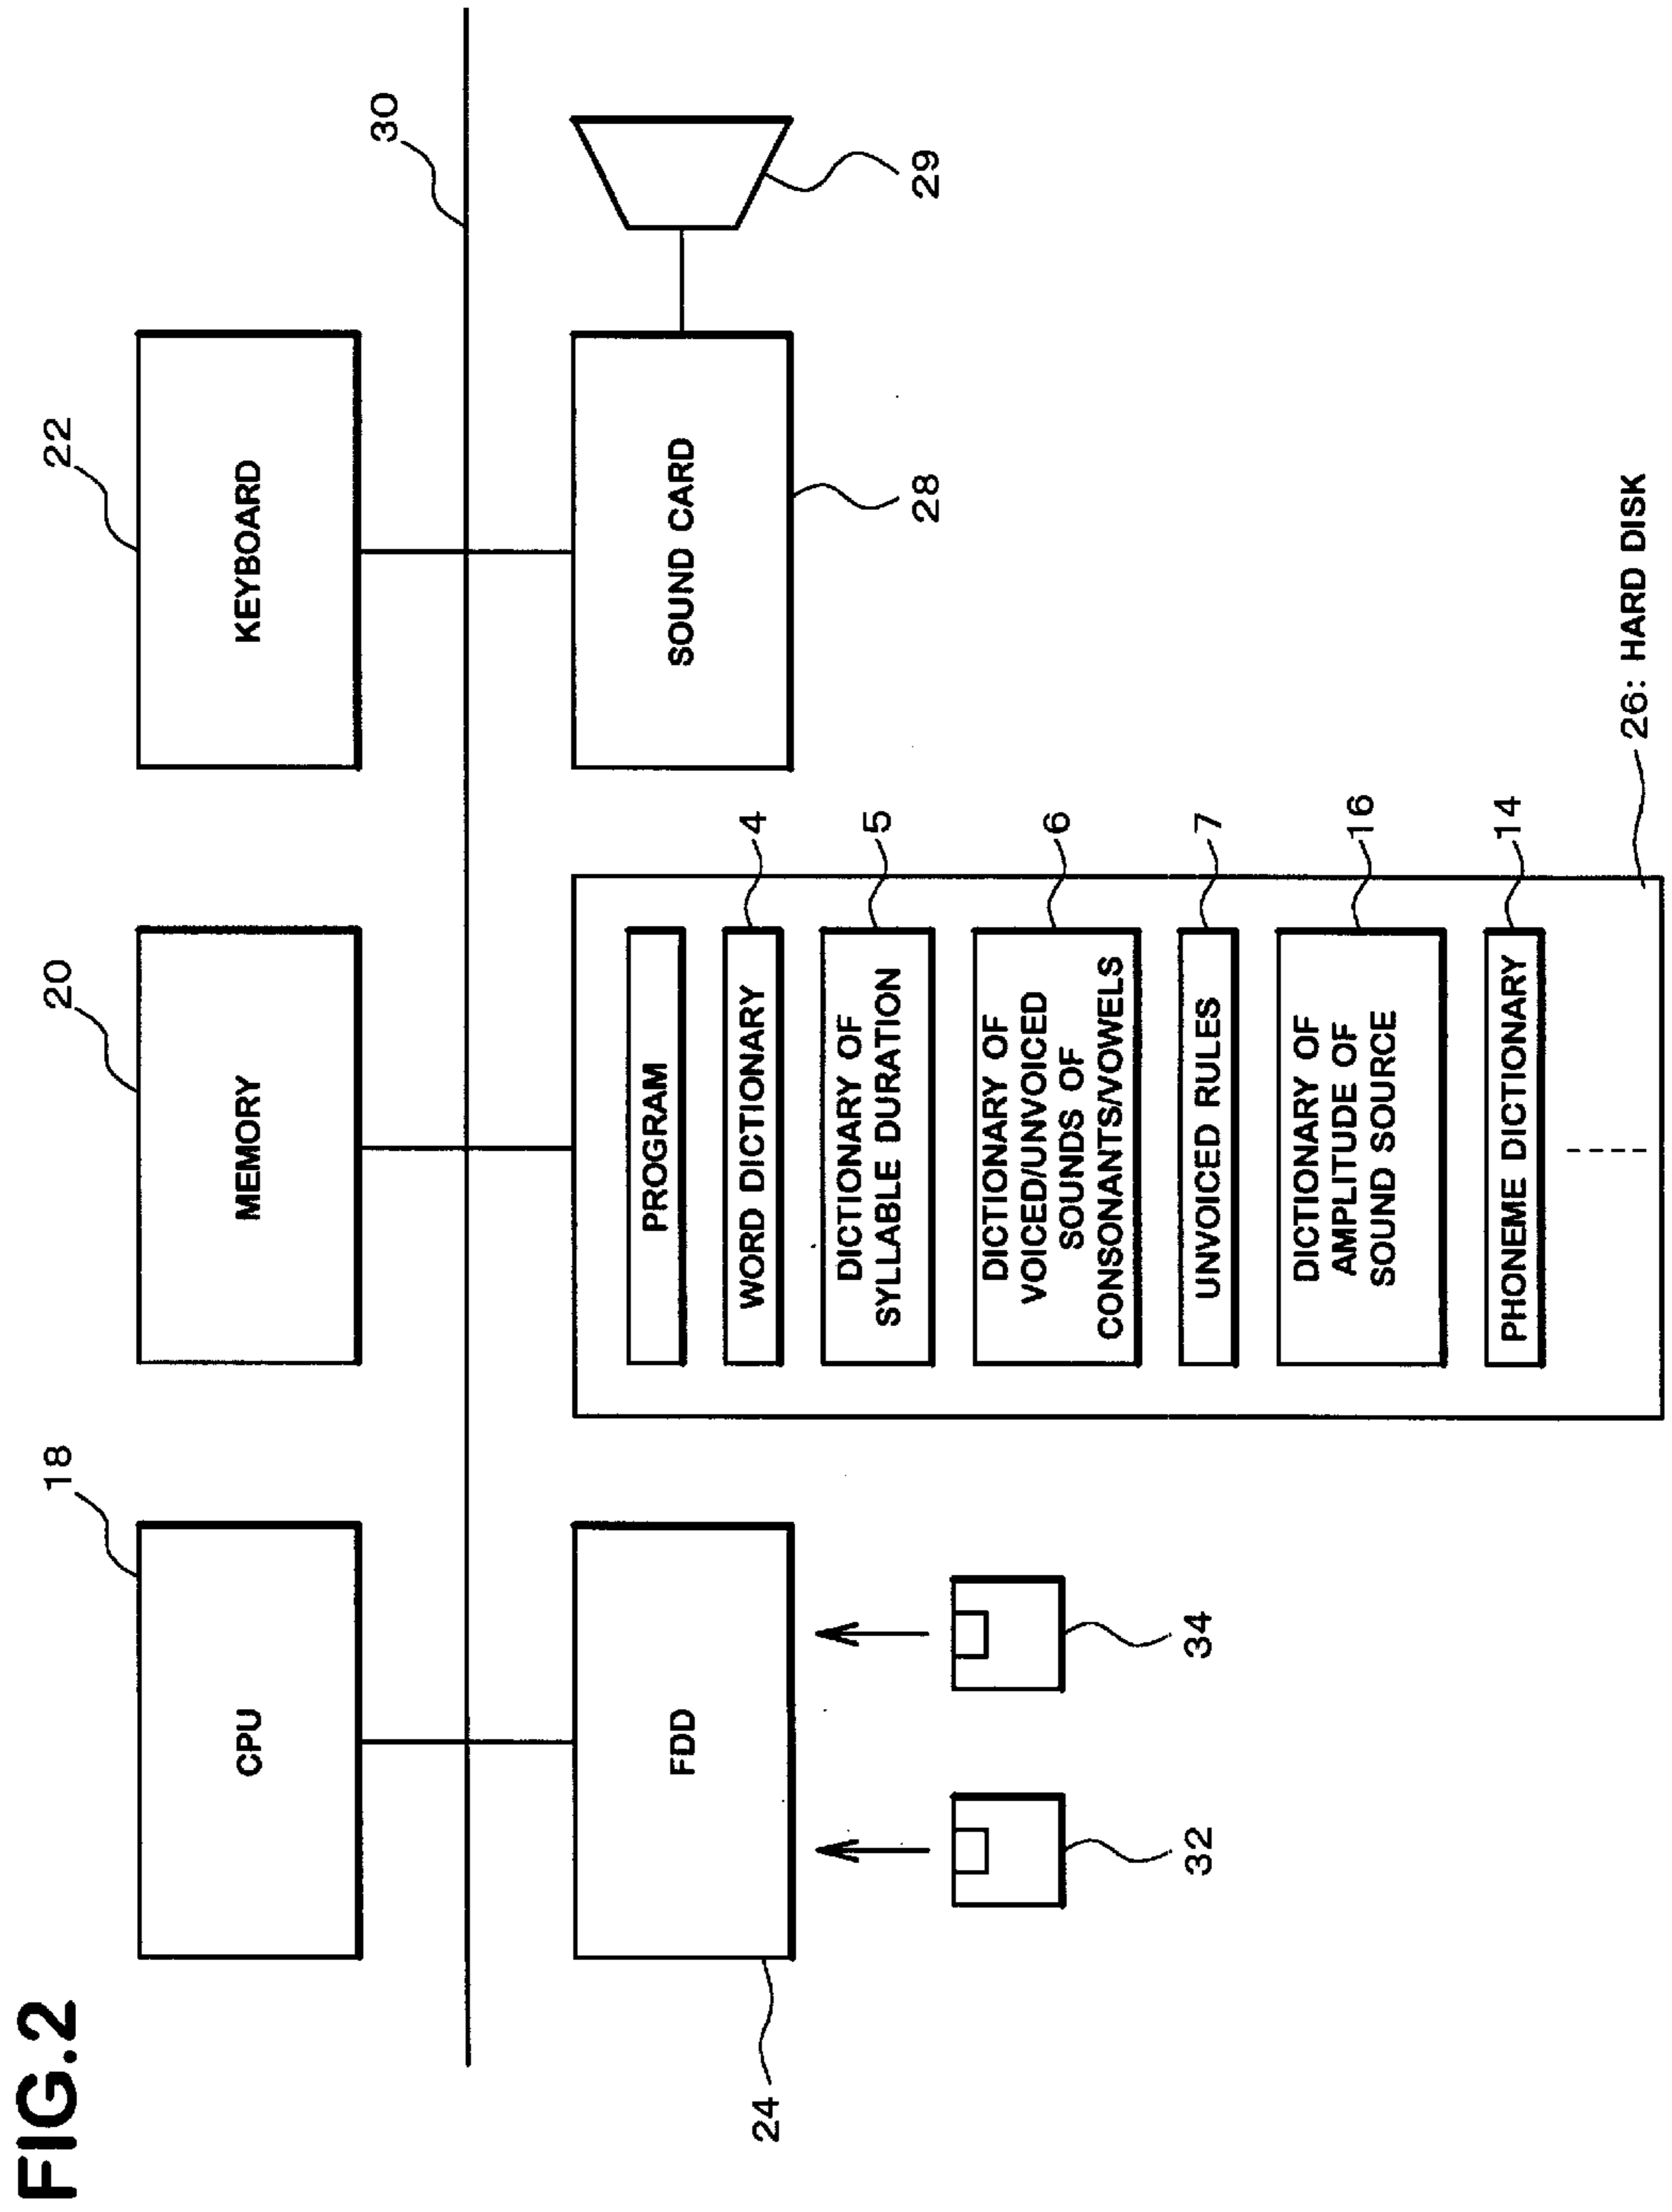 FIG.2
18
20
22
CPU
MEMORY
KEYBOARD
30
FDD
SOUND CARD
24
28
29
32
34
PROGRAM
WORD DICTIONARY
4
DICTIONARY OF
SYLLABLE DURATION
5
DICTIONARY OF
VOICED/UNVOICED
SOUNDS OF
CONSONANTS/VOWELS
6
UNVOICED RULES
7
DICTIONARY OF
AMPLITUDE OF
SOUND SOURCE
16
PHONEME DICTIONARY
14
26: HARD DISK